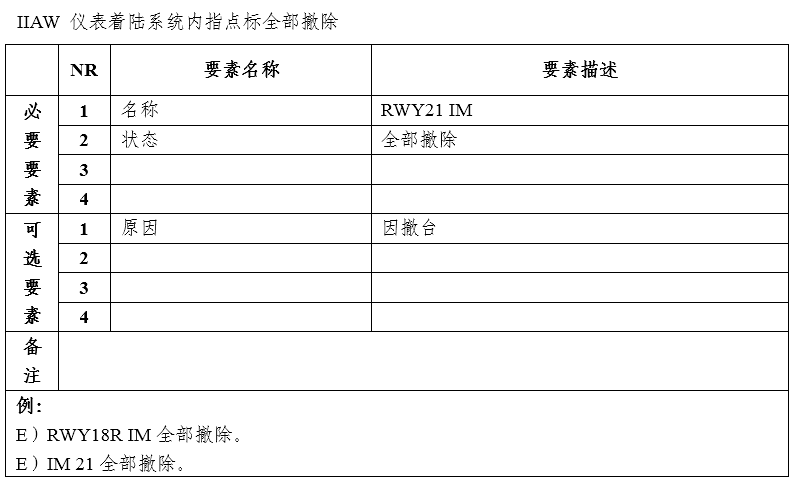 IIAW 仪表着陆系统内指点标全部撤除
NR 要素名称 要素描述
必要要素
1 名称 RWY21 IM
2 状态 全部撤除
3
4
可选要素
1 原因 因撤台
2
3
4
备注
例：
E）RWY18R IM 全部撤除。
E）IM 21 全部撤除。